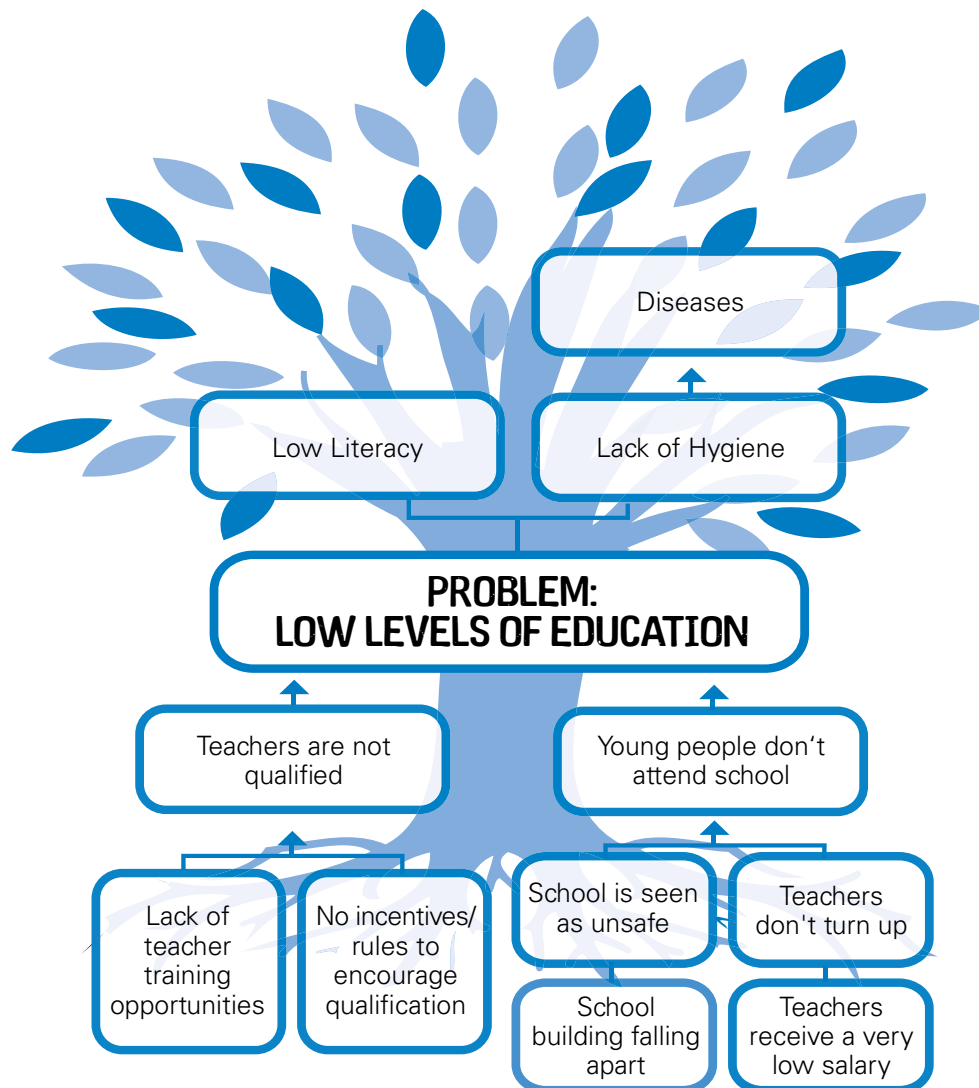 Diseases
Low Literacy
Lack of Hygiene
PROBLEM:
LOW LEVELS OF EDUCATION
Teachers are not
qualified
Young people don‘t
attend school
Lack of
teacher
training
opportunities
No incentives/
rules to
encourage
qualification
School is seen
as unsafe
Teachers
don't turn up
School
building falling
apart
Teachers
receive a very
low salary